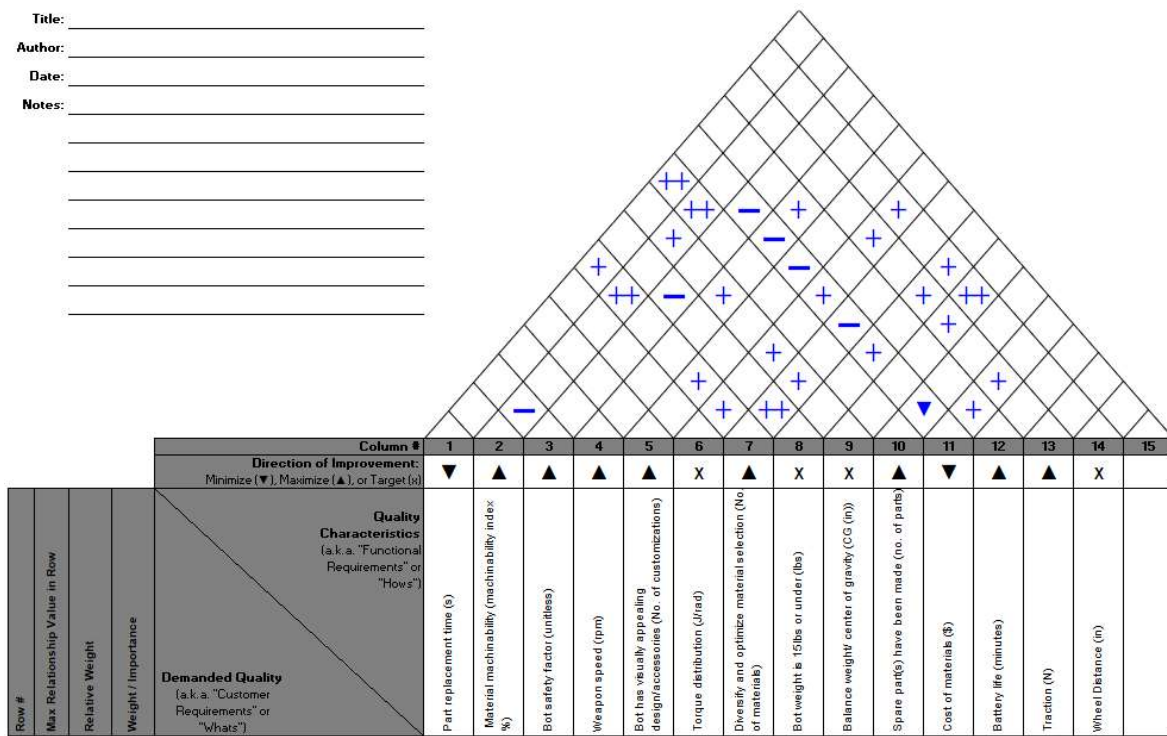 Title:
Author:
Date:
Notes:
++
++ − + +
+ − +
+ − +
++ − + + + ++
− +
+ +
+ + +
− + ++ ▼ +
Column # 1 2 3 4 5 6 7 8 9 10 11 12 13 14 15
Direction of Improvement:
Minimize (▼), Maximize (▲), or Target (x) ▼ ▲ ▲ ▲ ▲ X ▲ X X ▲ ▼ ▲ ▲ X
Row #
Max Relationship Value in Row
Relative Weight
Weight / Importance
Quality
Characteristics
(a.k.a. "Functional
Requirements" or
"Hows")
Demanded Quality
(a.k.a. "Customer
Requirements" or
"Whats")
Part replacement time (s)
Material machinability (machinability index
%)
Bot safety factor (unitless)
Weapon speed (rpm)
Bot has visually appealing
design/accessories (No. of customizations)
Torque distribution (J/rad)
Diversify and optimize material selection (No.
of materials)
Bot weight is 15lbs or under (lbs)
Balance weight/ center of gravity (CG (in))
Spare part(s) have been made (no. of parts)
Cost of materials ($)
Battery life (minutes)
Traction (N)
Wheel Distance (in)